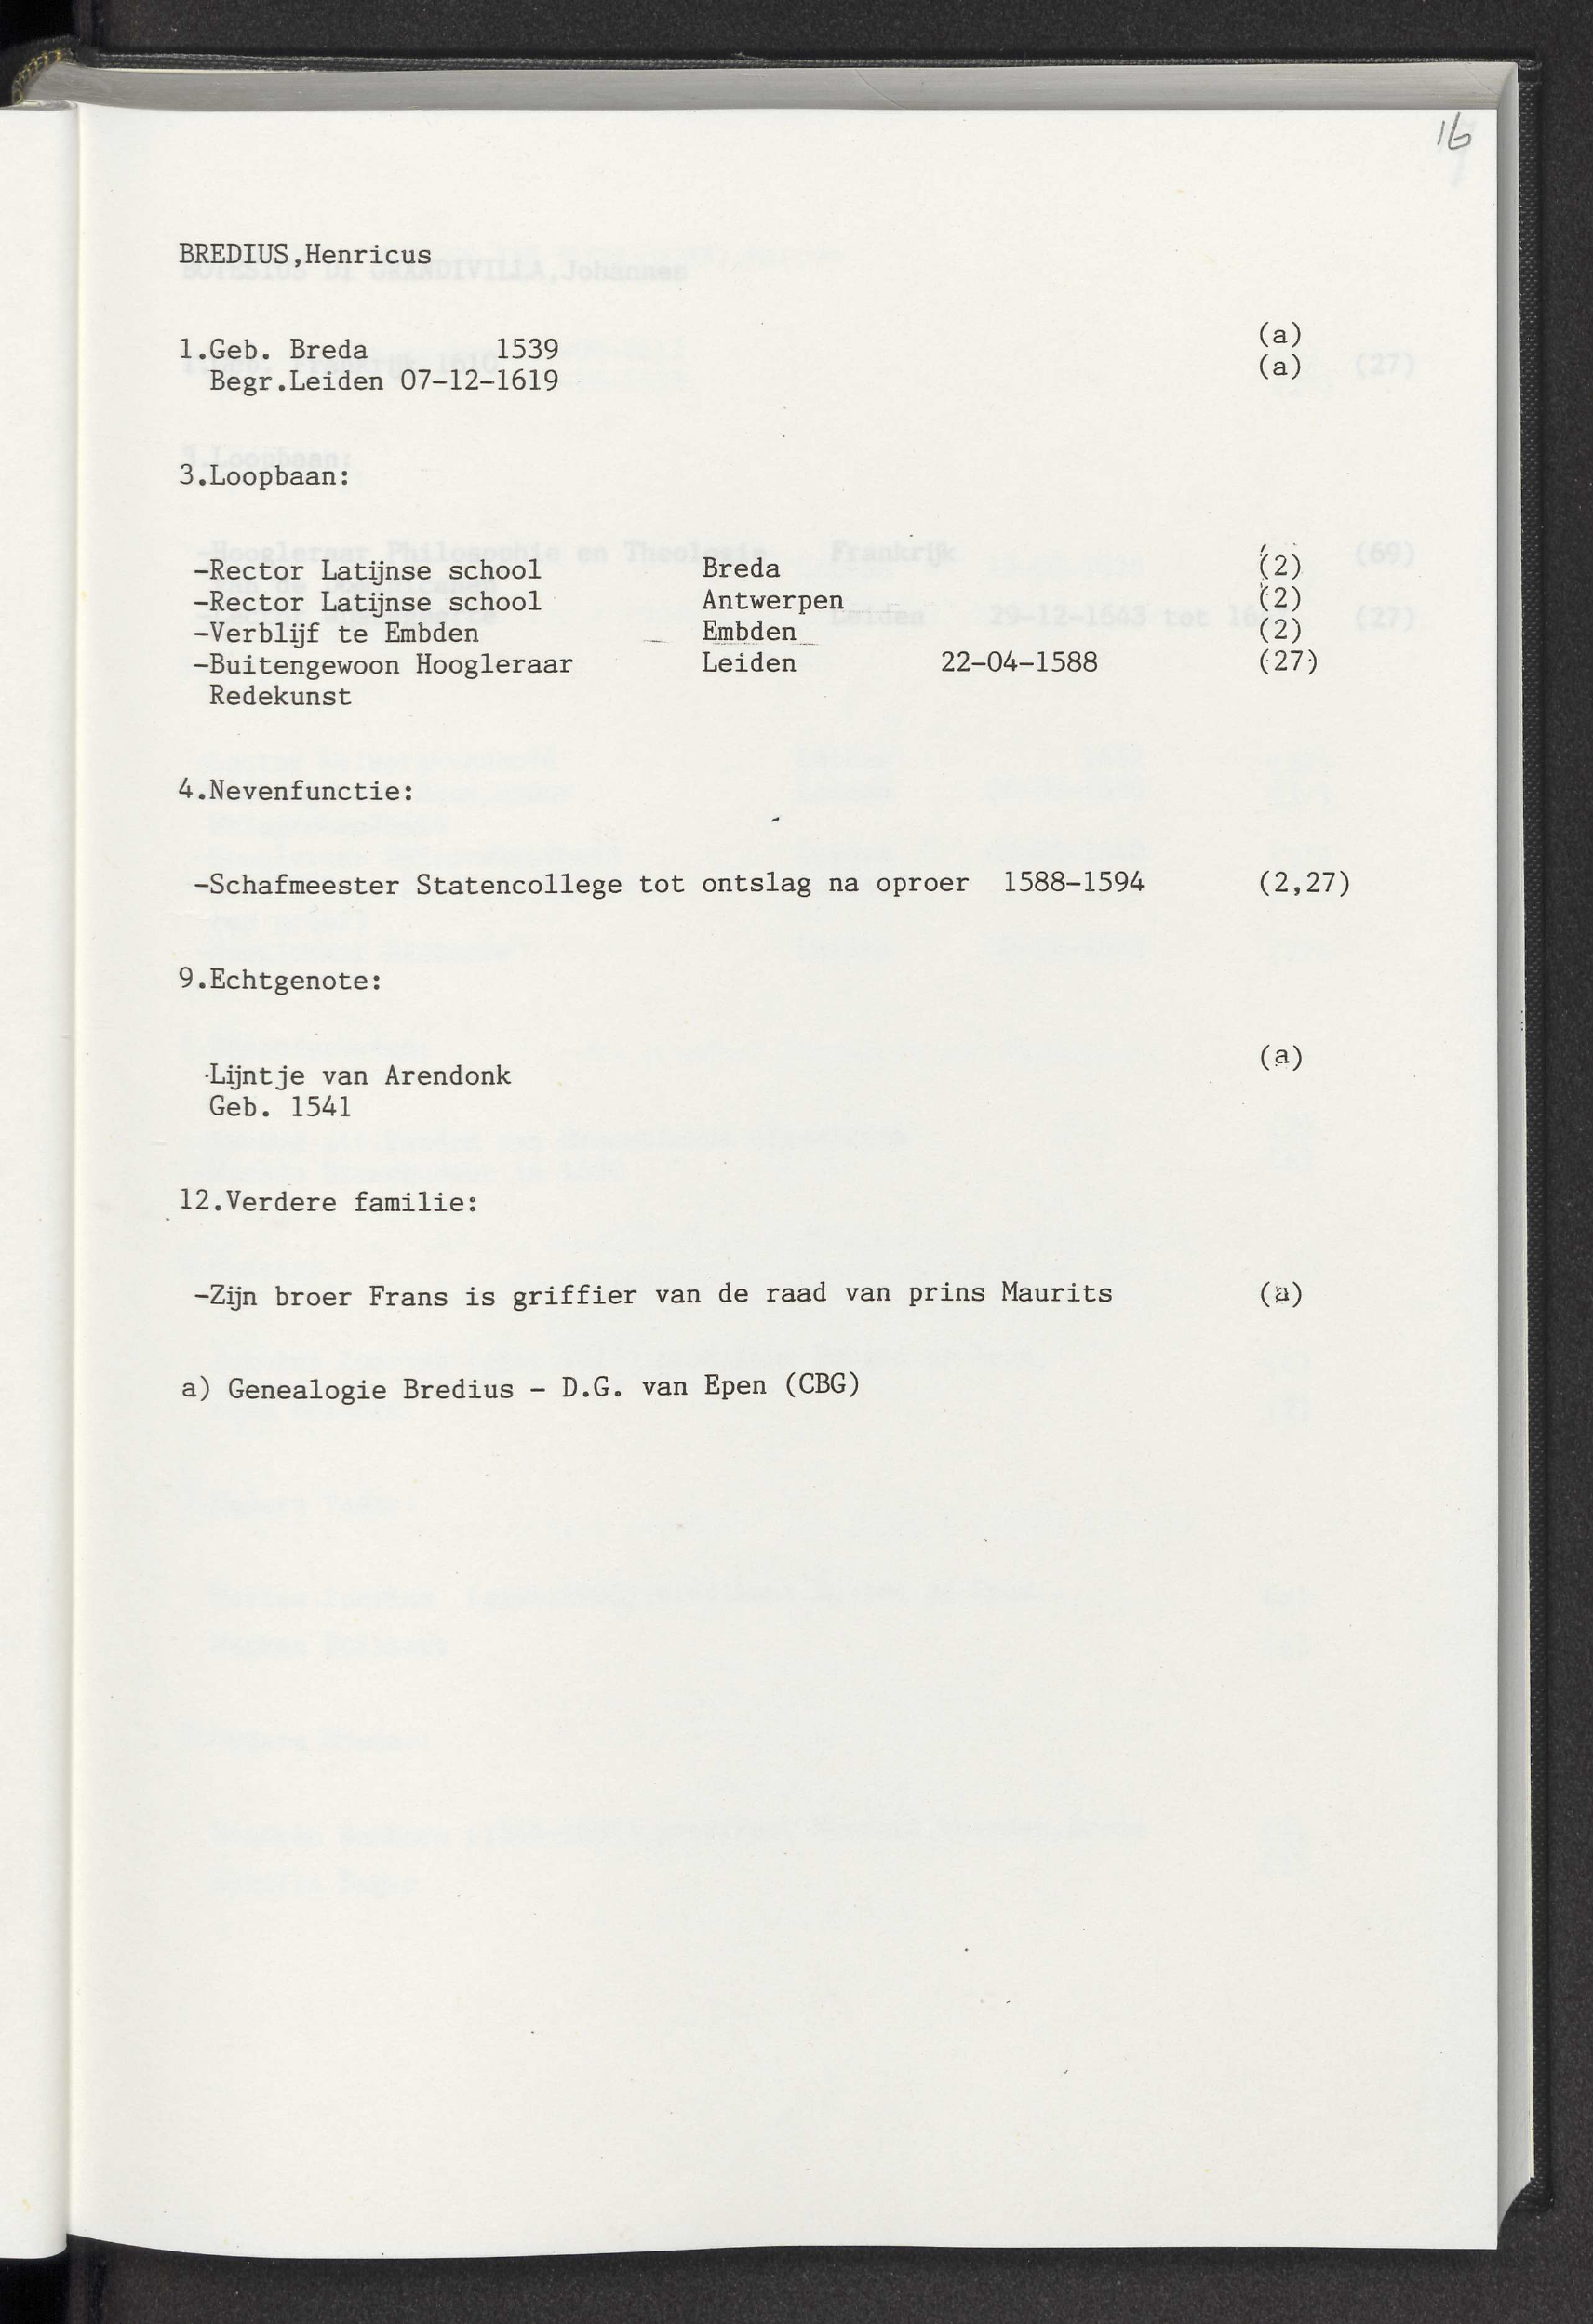 16
BREDIUS,Henricus
1.Geb. Breda 1539 (a)
Begr.Leiden 07-12-1619 (a)
3.Loopbaan:
-Rector Latijnse school Breda (2)
-Rector Latijnse school Antwerpen (2)
-Verblijf te Embden Embden (2)
-Buitengewoon Hoogleraar Leiden 22-04-1588 (27)
Redekunst
4.Nevenfunctie:
-Schafmeester Statencollege tot ontslag na oproer 1588-1594 (2,27)
9.Echtgenote:
Lijntje van Arendonk (a)
Geb. 1541
12.Verdere familie:
-Zijn broer Frans is griffier van de raad van prins Maurits (a)
a) Genealogie Bredius - D.G. van Epen (CBG)